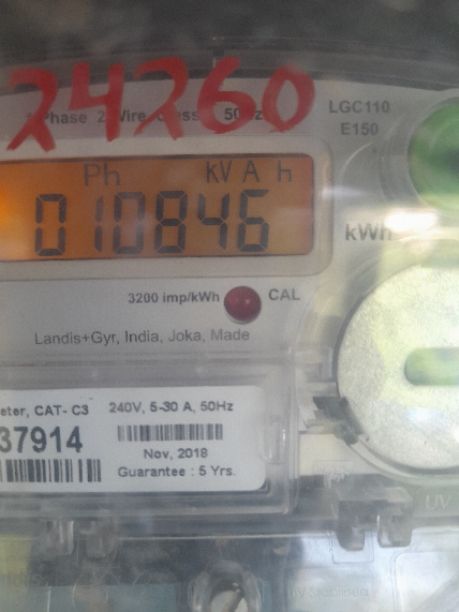 24260
Phase 2 Wire, 50Hz
LGC110
E150
Ph KVAh
010846
kWh
3200 imp/kWh CAL
Landis+Gyr, India, Joka, Made
eter, CAT- C3 240V, 5-30 A, 50Hz
37914
Nov, 2018
Guarantee : 5 Yrs.
UV